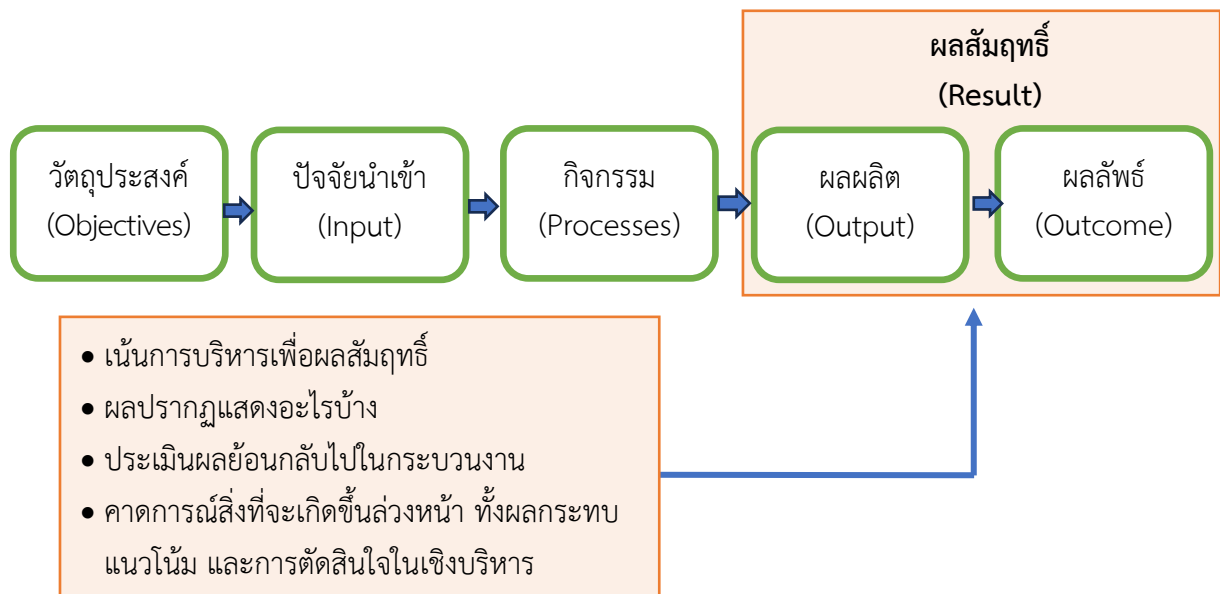 ผลสัมฤทธิ์
(Result)
วัตถุประสงค์
(Objectives)
ปัจจัยนำเข้า
(Input)
กิจกรรม
(Processes)
ผลผลิต
(Output)
ผลลัพธ์
(Outcome)
• เน้นการบริหารเพื่อผลสัมฤทธิ์
• ผลปรากฏแสดงอะไรบ้าง
• ประเมินผลย้อนกลับไปในกระบวนงาน
• คาดการณ์สิ่งที่จะเกิดขึ้นล่วงหน้า ทั้งผลกระทบ
แนวโน้ม และการตัดสินใจในเชิงบริหาร